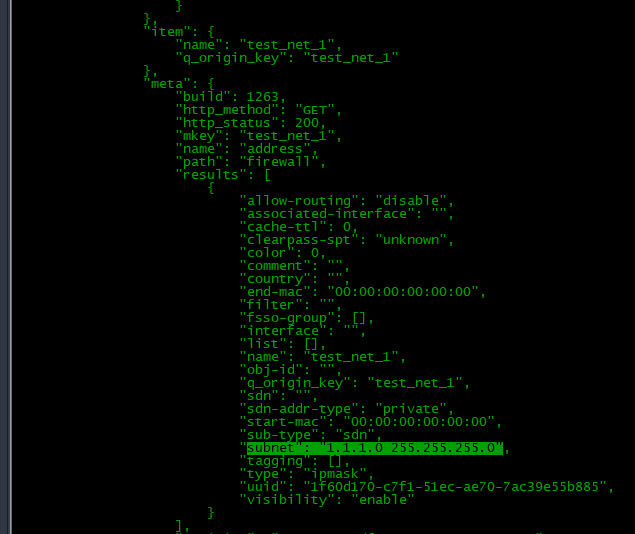 }
},
"item": {
"name": "test_net_1",
"q_origin_key": "test_net_1"
},
"meta": {
"build": 1263,
"http_method": "GET",
"http_status": 200,
"mkey": "test_net_1",
"name": "address",
"path": "firewall",
"results": [
{
"allow-routing": "disable",
"associated-interface": "",
"cache-ttl": 0,
"clearpass-spt": "unknown",
"color": 0,
"comment": "",
"country": "",
"end-mac": "00:00:00:00:00:00",
"filter": "",
"fsso-group": [],
"interface": "",
"list": [],
"name": "test_net_1",
"obj-id": "",
"q_origin_key": "test_net_1",
"sdn": "",
"sdn-addr-type": "private",
"start-mac": "00:00:00:00:00:00",
"sub-type": "sdn",
"subnet": "1.1.1.0 255.255.255.0",
"tagging": [],
"type": "ipmask",
"uuid": "1f60d170-c7f1-51ec-ae70-7ac39e55b885",
"visibility": "enable"
}
],